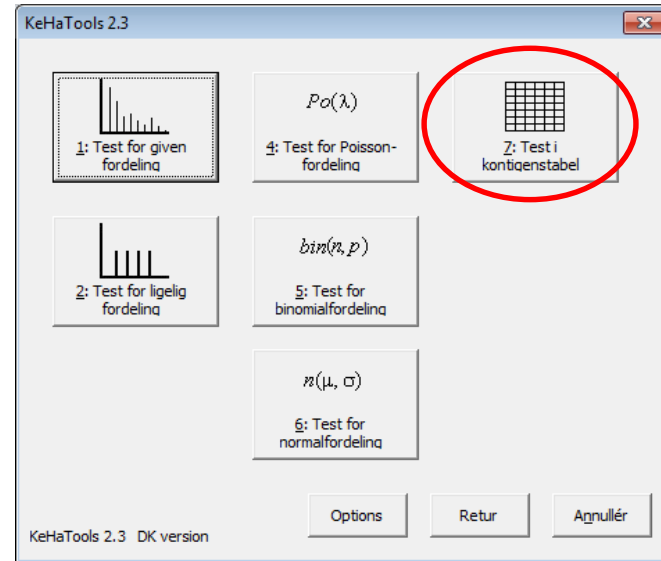 KeHaTools 2.3
1: Test for given
fordeling
Po(λ)
4: Test for Poisson-
fordeling
7: Test i
kontigenstabel
2: Test for ligelig
fordeling
bin(n, p)
5: Test for
binomialfordeling
n(μ, σ)
6: Test for
normalfordeling
Options
Retur
Annullér
KeHaTools 2.3 DK version